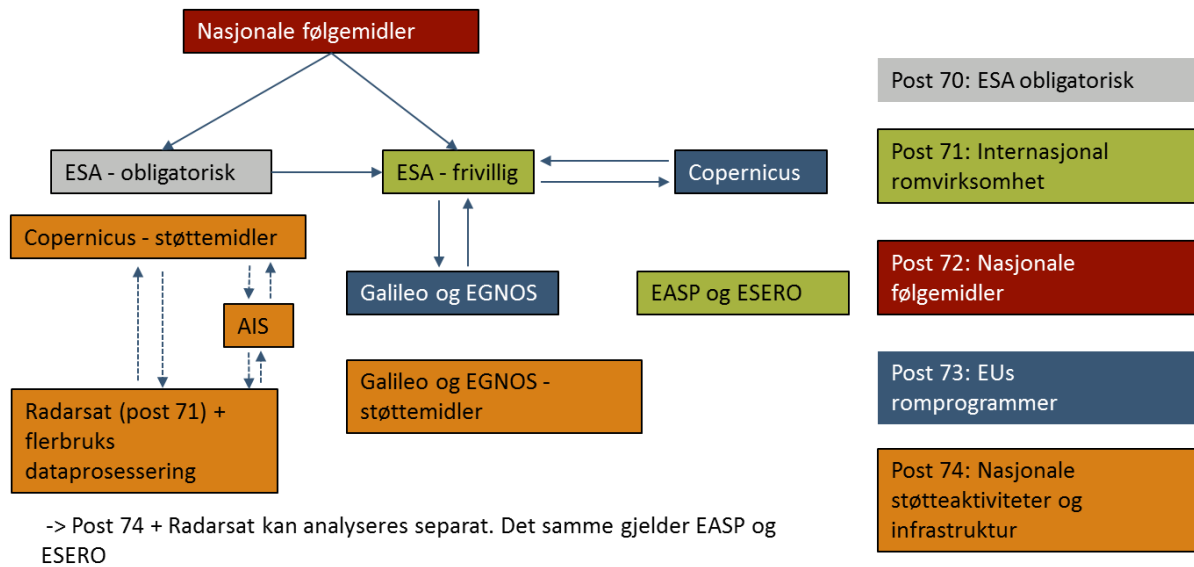 Nasjonale følgemidler
ESA - obligatorisk
ESA - frivillig
Copernicus
Copernicus - støttemidler
Galileo og EGNOS
EASP og ESERO
AIS
Galileo og EGNOS -
støttemidler
Radarsat (post 71) +
flerbruks
dataprosessering
-> Post 74 + Radarsat kan analyseres separat. Det samme gjelder EASP og
ESERO
Post 70: ESA obligatorisk
Post 71: Internasjonal
romvirksomhet
Post 72: Nasjonale
følgemidler
Post 73: EUs
romprogrammer
Post 74: Nasjonale
støtteaktiviteter og
infrastruktur